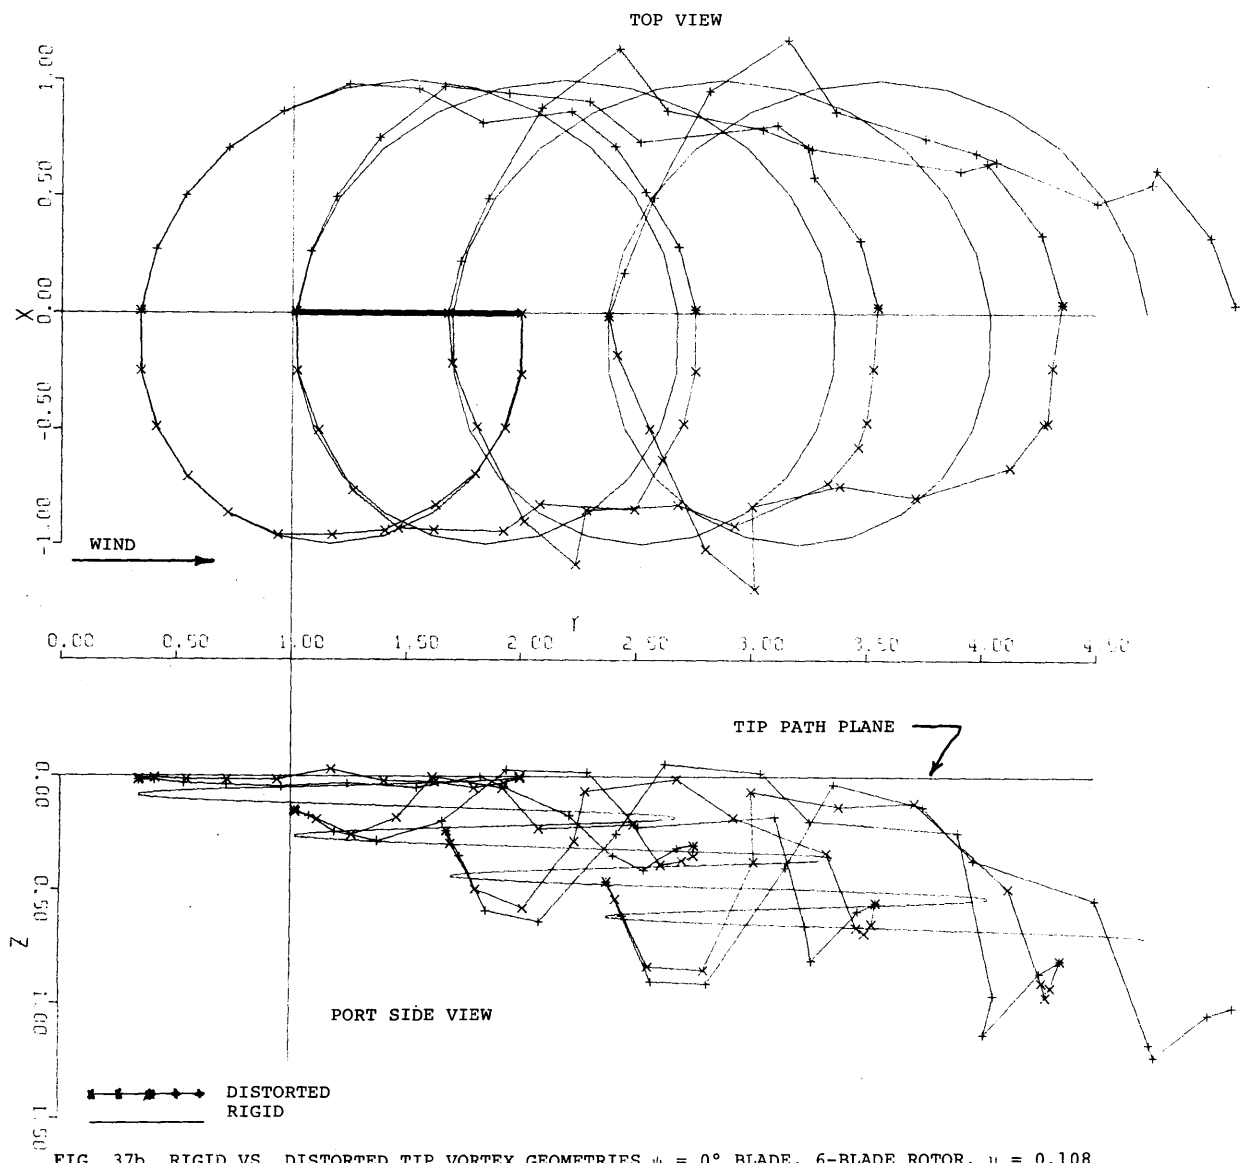 TOP VIEW
1.00
0.50
0.00
X
-0.50
-1.00
WIND
0.00 0.50 1.00 1.50 2.00 2.50 3.00 3.50 4.00 4.50
TIP PATH PLANE
0.00
0.50
Z
1.00
1.50
PORT SIDE VIEW
DISTORTED
RIGID
FIG. 37b RIGID VS. DISTORTED TIP VORTEX GEOMETRIES ψ = 0° BLADE, 6-BLADE ROTOR, μ = 0.108